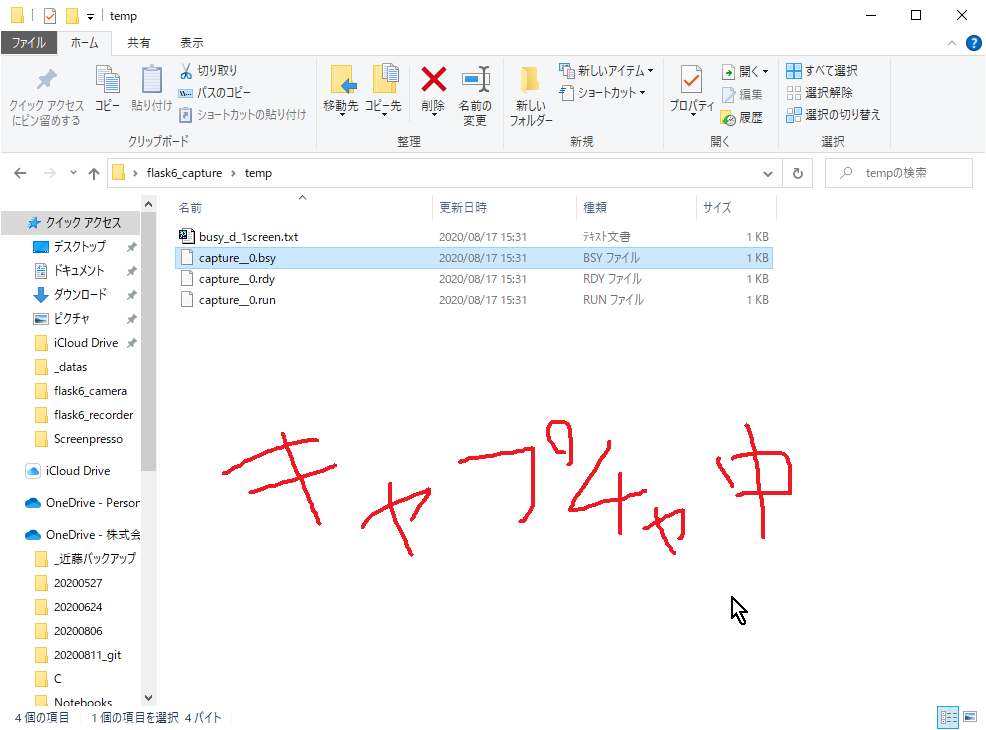 temp
ファイル ホーム 共有 表示
クイック アクセス
にピン留めする
コピー
貼り付け
切り取り
パスのコピー
ショートカットの貼り付け
クリップボード
移動先
コピー先
削除
名前の
変更
整理
新しい
フォルダー
新しいアイテム
ショートカット
新規
プロパティ
開く
編集
履歴
開く
すべて選択
選択解除
選択の切り替え
選択
flask6_capture > temp
tempの検索
クイック アクセス
デスクトップ
ドキュメント
ダウンロード
ピクチャ
iCloud Drive
_datas
flask6_camera
flask6_recorder
Screenpresso
iCloud Drive
OneDrive - Person
OneDrive - 株式会
_近藤バックアップ
20200527
20200624
20200806
20200811_git
C
Notebooks
名前 更新日時 種類 サイズ
busy_d_1screen.txt 2020/08/17 15:31 テキスト文書 1 KB
capture__0.bsy 2020/08/17 15:31 BSY ファイル 1 KB
capture__0.rdy 2020/08/17 15:31 RDY ファイル 1 KB
capture__0.run 2020/08/17 15:31 RUN ファイル 1 KB
キャプチャ中
4 個の項目 1 個の項目を選択 4 バイト